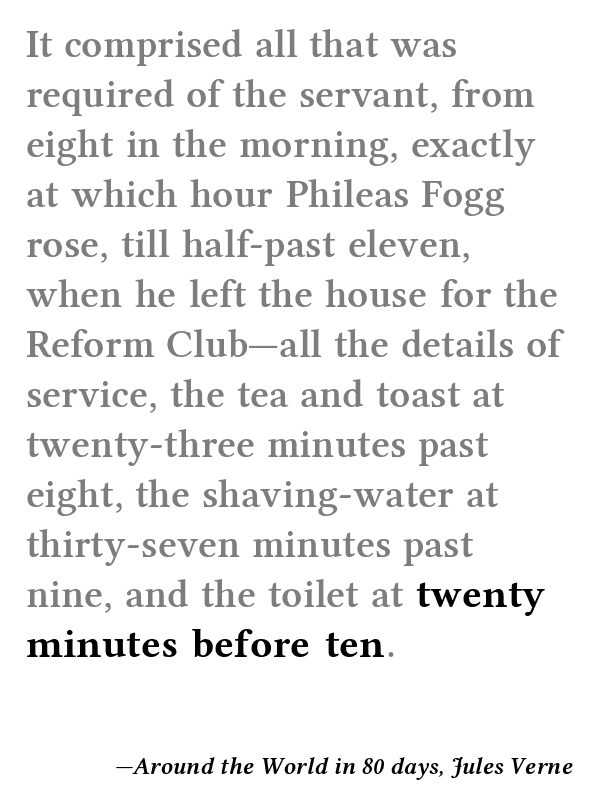 It comprised all that was
required of the servant, from
eight in the morning, exactly
at which hour Phileas Fogg
rose, till half-past eleven,
when he left the house for the
Reform Club—all the details of
service, the tea and toast at
twenty-three minutes past
eight, the shaving-water at
thirty-seven minutes past
nine, and the toilet at twenty
minutes before ten.
—Around the World in 80 days, Jules Verne